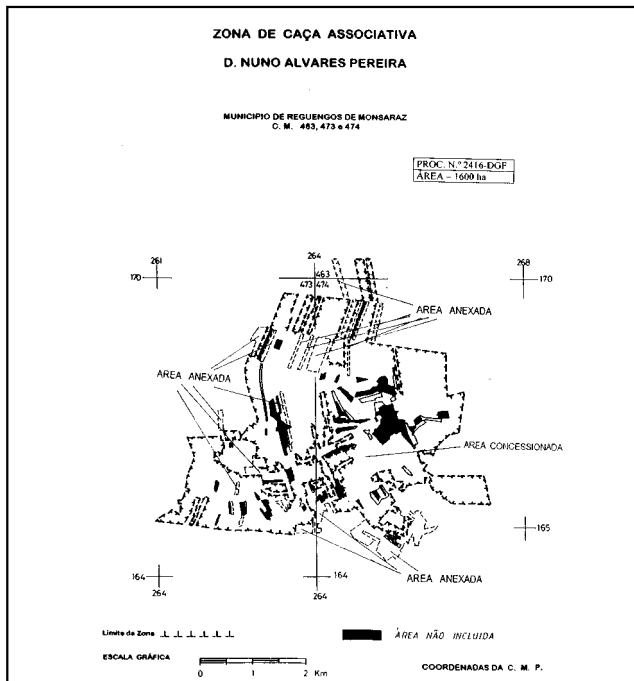 ZONA DE CAÇA ASSOCIATIVA
D. NUNO ALVARES PEREIRA
MUNICIPIO DE REGUENGOS DE MONSARAZ
C. M. 463, 473 e 474
PROC. N.º 2416-DGF
ÁREA – 1600 ha
261
264
268
170
463
170
473
474
AREA ANEXADA
AREA ANEXADA
AREA CONCESSIONADA
165
164
164
AREA ANEXADA
264
264
Limite da Zona
ÁREA NÃO INCLUIDA
ESCALA GRÁFICA
0 1 2 Km
COORDENADAS DA C. M. P.